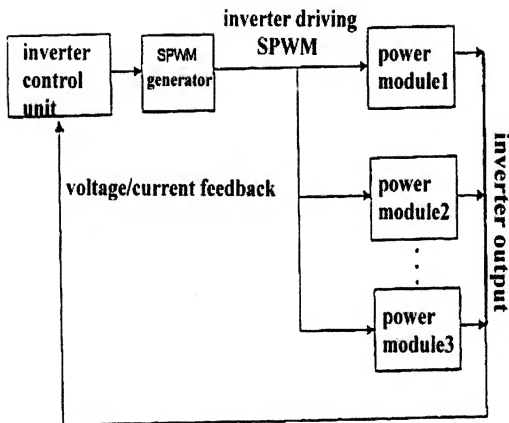 inverter
control
unit
SPWM
generator
inverter driving
SPWM
power
module1
voltage/current feedback
power
module2
power
module3
inverter output